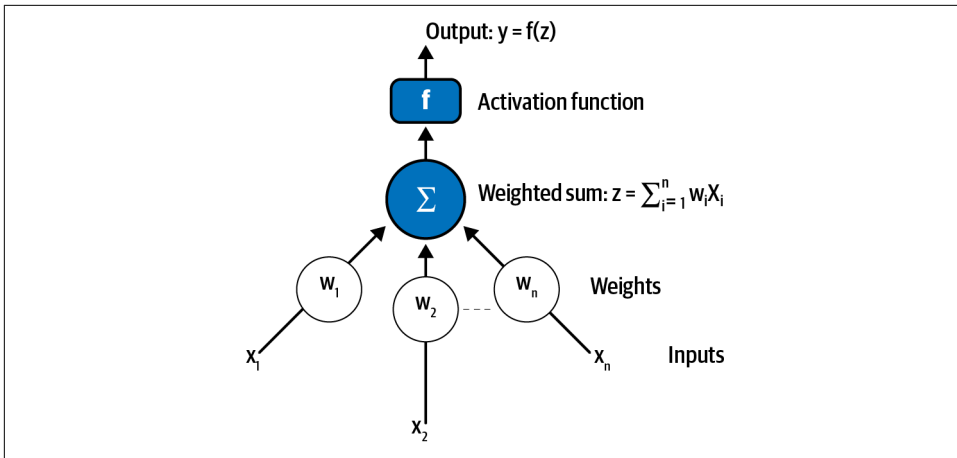 Output: y = f(z)
f
Activation function
Σ
Weighted sum: z = ∑ⁿᵢ₌₁ wᵢXᵢ
W₁
W₂
Wₙ
Weights
X₁
Xₙ
Inputs
X₂